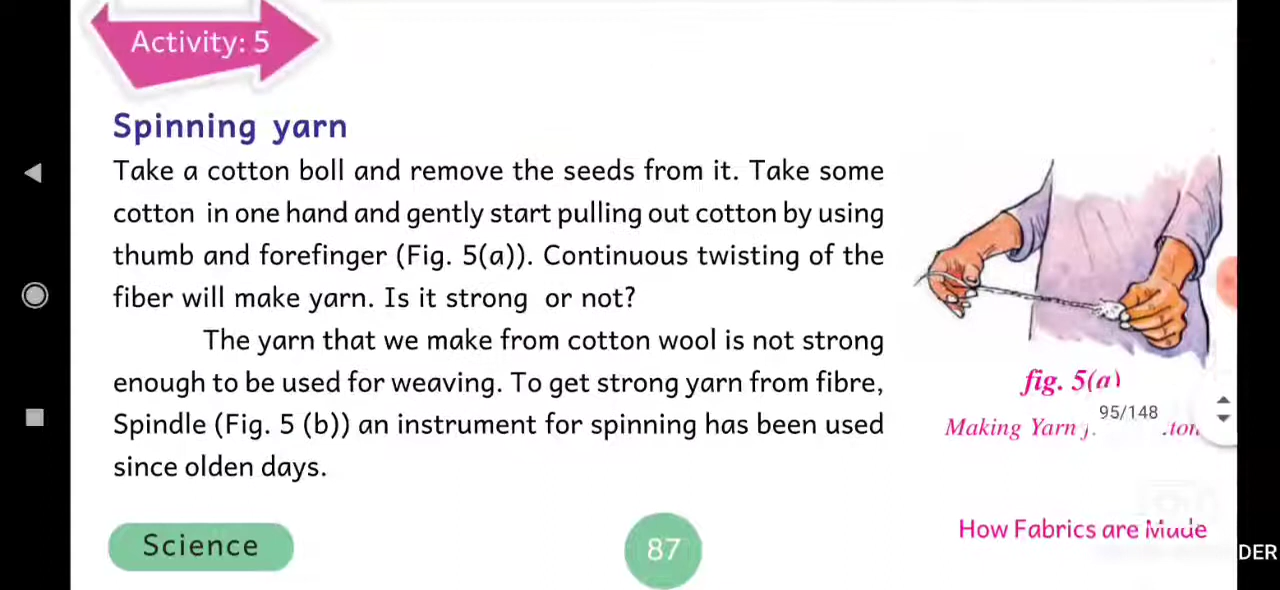 Activity: 5
Spinning yarn
Take a cotton boll and remove the seeds from it. Take some
cotton in one hand and gently start pulling out cotton by using
thumb and forefinger (Fig. 5(a)). Continuous twisting of the
fiber will make yarn. Is it strong or not?
The yarn that we make from cotton wool is not strong
enough to be used for weaving. To get strong yarn from fibre,
Spindle (Fig. 5 (b)) an instrument for spinning has been used
since olden days.
fig. 5(a)
95/148
Making Yarn
Science
87
How Fabrics are Made
DER